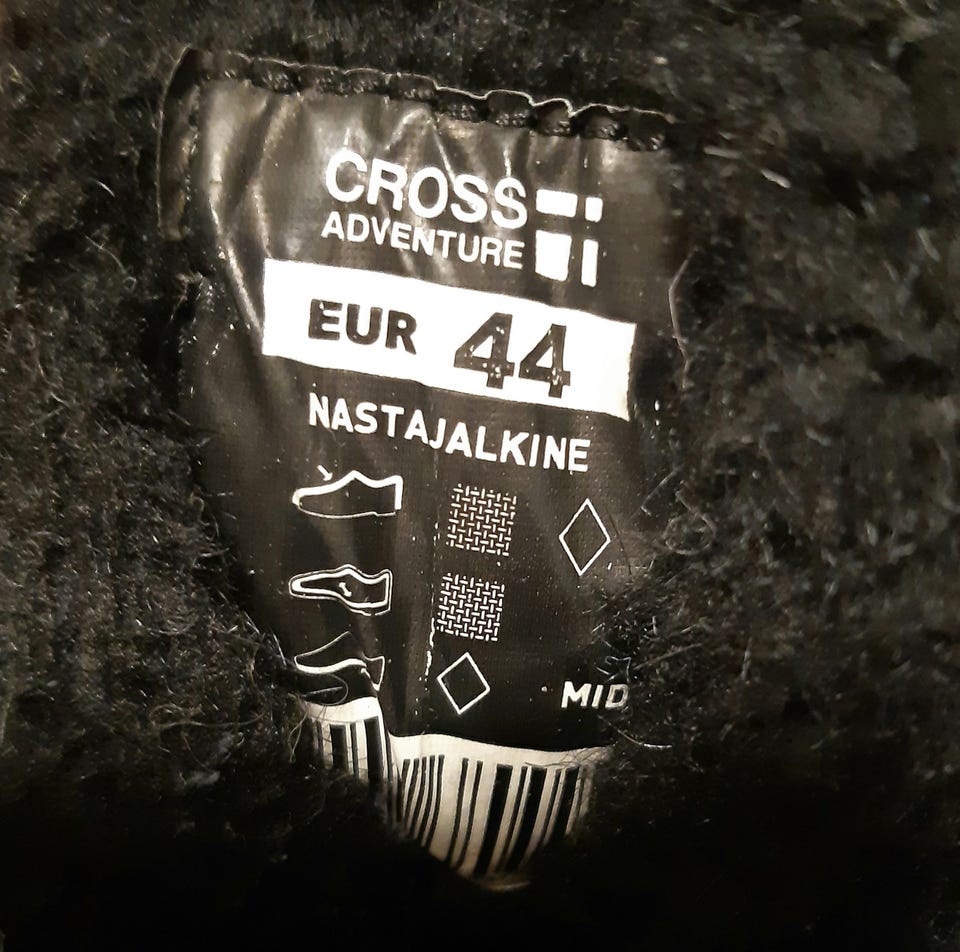 CROSS
ADVENTURE
EUR 44
NASTAJALKINE
MID